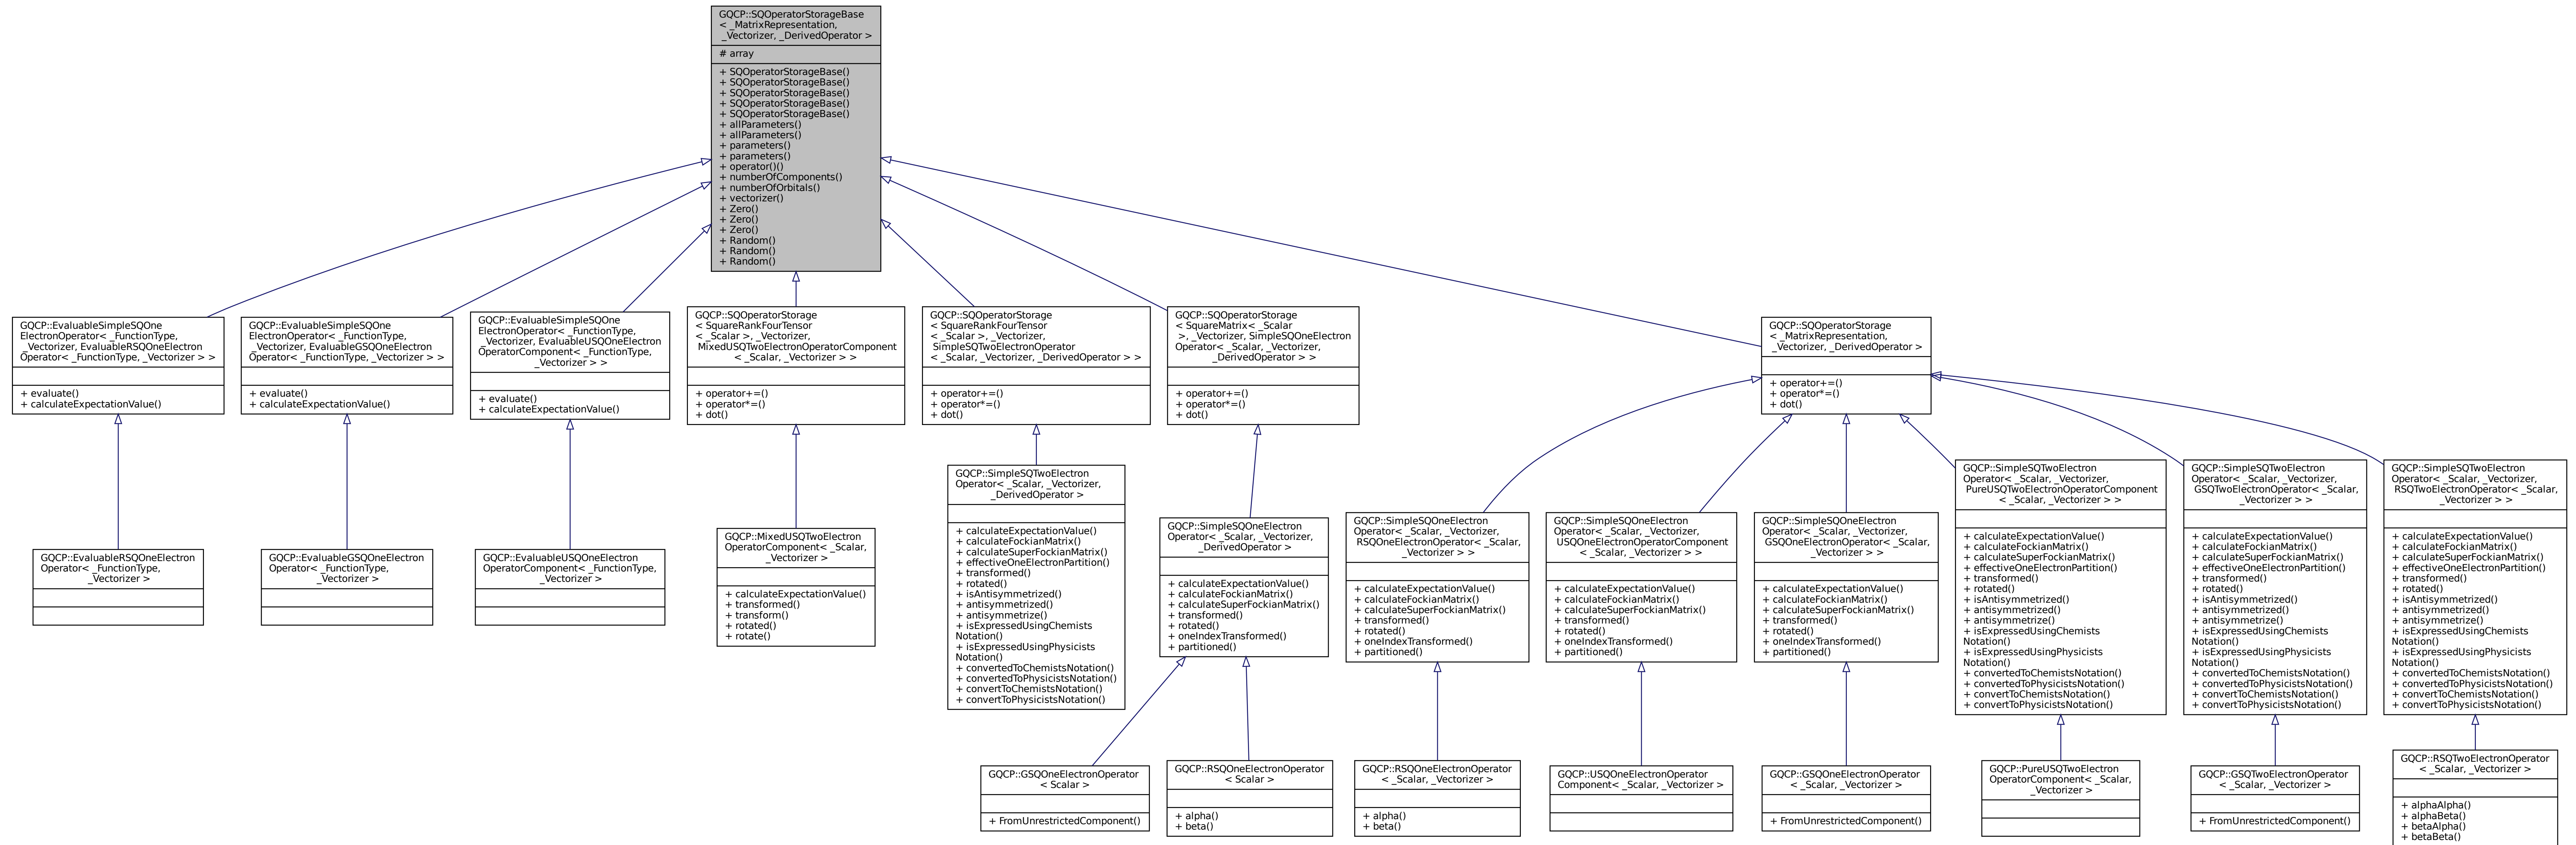 GQCP::SQOperatorStorageBase
< _MatrixRepresentation,
_Vectorizer, _DerivedOperator >
# array
+ SQOperatorStorageBase()
+ SQOperatorStorageBase()
+ SQOperatorStorageBase()
+ SQOperatorStorageBase()
+ SQOperatorStorageBase()
+ allParameters()
+ allParameters()
+ parameters()
+ parameters()
+ operator()()
+ numberOfComponents()
+ numberOfOrbitals()
+ vectorizer()
+ Zero()
+ Zero()
+ Zero()
+ Random()
+ Random()
+ Random()
GQCP::EvaluableSimpleSQOne
ElectronOperator< _FunctionType,
_Vectorizer, EvaluableRSQOneElectron
Operator< _FunctionType, _Vectorizer > >
+ evaluate()
+ calculateExpectationValue()
GQCP::EvaluableSimpleSQOne
ElectronOperator< _FunctionType,
_Vectorizer, EvaluableGSQOneElectron
Operator< _FunctionType, _Vectorizer > >
+ evaluate()
+ calculateExpectationValue()
GQCP::EvaluableSimpleSQOne
ElectronOperator< _FunctionType,
_Vectorizer, EvaluableUSQOneElectron
OperatorComponent< _FunctionType,
_Vectorizer > >
+ evaluate()
+ calculateExpectationValue()
GQCP::SQOperatorStorage
< SquareRankFourTensor
< _Scalar >, _Vectorizer,
MixedUSQTwoElectronOperatorComponent
< _Scalar, _Vectorizer > >
+ operator+=()
+ operator*=()
+ dot()
GQCP::SQOperatorStorage
< SquareRankFourTensor
< _Scalar >, _Vectorizer,
SimpleSQTwoElectronOperator
< _Scalar, _Vectorizer, _DerivedOperator > >
+ operator+=()
+ operator*=()
+ dot()
GQCP::SQOperatorStorage
< SquareMatrix< _Scalar
>, _Vectorizer, SimpleSQOneElectron
Operator< _Scalar, _Vectorizer,
_DerivedOperator > >
+ operator+=()
+ operator*=()
+ dot()
GQCP::SQOperatorStorage
< _MatrixRepresentation,
_Vectorizer, _DerivedOperator >
+ operator+=()
+ operator*=()
+ dot()
GQCP::EvaluableRSQOneElectron
Operator< _FunctionType,
_Vectorizer >
GQCP::EvaluableGSQOneElectron
Operator< _FunctionType,
_Vectorizer >
GQCP::EvaluableUSQOneElectron
OperatorComponent< _FunctionType,
_Vectorizer >
GQCP::MixedUSQTwoElectron
OperatorComponent< _Scalar,
_Vectorizer >
+ calculateExpectationValue()
+ transformed()
+ transform()
+ rotated()
+ rotate()
GQCP::SimpleSQTwoElectron
Operator< _Scalar, _Vectorizer,
_DerivedOperator >
+ calculateExpectationValue()
+ calculateFockianMatrix()
+ calculateSuperFockianMatrix()
+ effectiveOneElectronPartition()
+ transformed()
+ rotated()
+ isAntisymmetrized()
+ antisymmetrized()
+ antisymmetrize()
+ isExpressedUsingChemists
Notation()
+ isExpressedUsingPhysicists
Notation()
+ convertedToChemistsNotation()
+ convertedToPhysicistsNotation()
+ convertToChemistsNotation()
+ convertToPhysicistsNotation()
GQCP::SimpleSQOneElectron
Operator< _Scalar, _Vectorizer,
_DerivedOperator >
+ calculateExpectationValue()
+ calculateFockianMatrix()
+ calculateSuperFockianMatrix()
+ transformed()
+ rotated()
+ oneIndexTransformed()
+ partitioned()
GQCP::SimpleSQOneElectron
Operator< _Scalar, _Vectorizer,
RSQOneElectronOperator< _Scalar,
_Vectorizer > >
+ calculateExpectationValue()
+ calculateFockianMatrix()
+ calculateSuperFockianMatrix()
+ transformed()
+ rotated()
+ oneIndexTransformed()
+ partitioned()
GQCP::SimpleSQOneElectron
Operator< _Scalar, _Vectorizer,
USQOneElectronOperatorComponent
< _Scalar, _Vectorizer > >
+ calculateExpectationValue()
+ calculateFockianMatrix()
+ calculateSuperFockianMatrix()
+ transformed()
+ rotated()
+ oneIndexTransformed()
+ partitioned()
GQCP::SimpleSQOneElectron
Operator< _Scalar, _Vectorizer,
GSQOneElectronOperator< _Scalar,
_Vectorizer > >
+ calculateExpectationValue()
+ calculateFockianMatrix()
+ calculateSuperFockianMatrix()
+ transformed()
+ rotated()
+ oneIndexTransformed()
+ partitioned()
GQCP::SimpleSQTwoElectron
Operator< _Scalar, _Vectorizer,
PureUSQTwoElectronOperatorComponent
< _Scalar, _Vectorizer > >
+ calculateExpectationValue()
+ calculateFockianMatrix()
+ calculateSuperFockianMatrix()
+ effectiveOneElectronPartition()
+ transformed()
+ rotated()
+ isAntisymmetrized()
+ antisymmetrized()
+ antisymmetrize()
+ isExpressedUsingChemists
Notation()
+ isExpressedUsingPhysicists
Notation()
+ convertedToChemistsNotation()
+ convertedToPhysicistsNotation()
+ convertToChemistsNotation()
+ convertToPhysicistsNotation()
GQCP::SimpleSQTwoElectron
Operator< _Scalar, _Vectorizer,
GSQTwoElectronOperator< _Scalar,
_Vectorizer > >
+ calculateExpectationValue()
+ calculateFockianMatrix()
+ calculateSuperFockianMatrix()
+ effectiveOneElectronPartition()
+ transformed()
+ rotated()
+ isAntisymmetrized()
+ antisymmetrized()
+ antisymmetrize()
+ isExpressedUsingChemists
Notation()
+ isExpressedUsingPhysicists
Notation()
+ convertedToChemistsNotation()
+ convertedToPhysicistsNotation()
+ convertToChemistsNotation()
+ convertToPhysicistsNotation()
GQCP::SimpleSQTwoElectron
Operator< _Scalar, _Vectorizer,
RSQTwoElectronOperator< _Scalar,
_Vectorizer > >
+ calculateExpectationValue()
+ calculateFockianMatrix()
+ calculateSuperFockianMatrix()
+ effectiveOneElectronPartition()
+ transformed()
+ rotated()
+ isAntisymmetrized()
+ antisymmetrized()
+ antisymmetrize()
+ isExpressedUsingChemists
Notation()
+ isExpressedUsingPhysicists
Notation()
+ convertedToChemistsNotation()
+ convertedToPhysicistsNotation()
+ convertToChemistsNotation()
+ convertToPhysicistsNotation()
GQCP::GSQOneElectronOperator
< Scalar >
+ FromUnrestrictedComponent()
GQCP::RSQOneElectronOperator
< Scalar >
+ alpha()
+ beta()
GQCP::RSQOneElectronOperator
< _Scalar, _Vectorizer >
+ alpha()
+ beta()
GQCP::USQOneElectronOperator
Component< _Scalar, _Vectorizer >
GQCP::GSQOneElectronOperator
< _Scalar, _Vectorizer >
+ FromUnrestrictedComponent()
GQCP::PureUSQTwoElectron
OperatorComponent< _Scalar,
_Vectorizer >
GQCP::GSQTwoElectronOperator
< _Scalar, _Vectorizer >
+ FromUnrestrictedComponent()
GQCP::RSQTwoElectronOperator
< _Scalar, _Vectorizer >
+ alphaAlpha()
+ alphaBeta()
+ betaAlpha()
+ betaBeta()